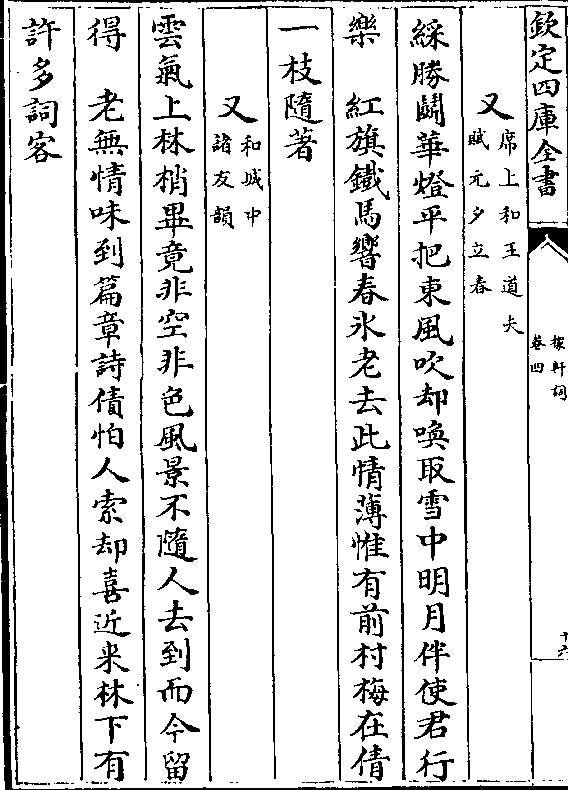 欽定四庫全書
稼軒詞
卷四
十六
又席上和王道夫
賦元夕立春
綵勝鬭華燈平把東風吹却喚取雪中明月伴使君行
樂　紅旗鐵馬響春氷老去此情薄惟有前村梅在倩
一枝隨著
又和城中
諸友韻
雲氣上林梢畢竟非空非色風景不隨人去到而今留
得　老無情味到篇章詩債怕人索却喜近来林下有
許多詞客